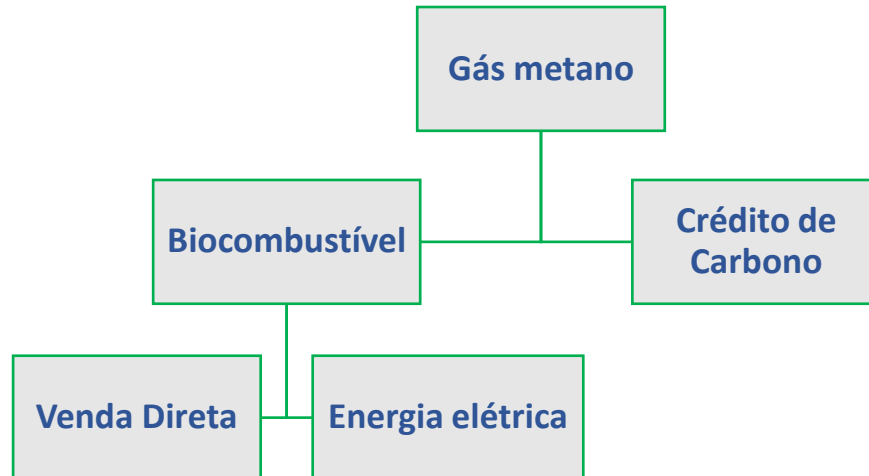 Gás metano
Biocombustível
Crédito de
Carbono
Venda Direta
Energia elétrica